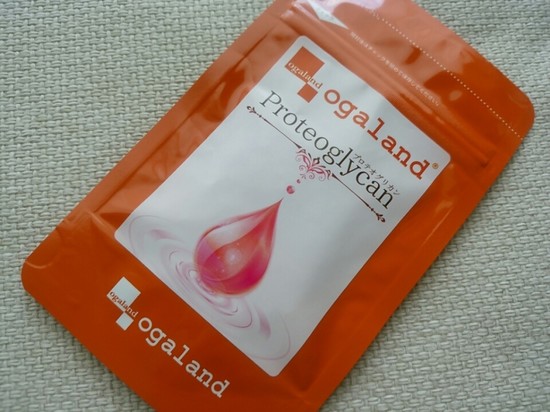 ogaland
ogaland®
Proteoglycan
プロテオグリカン
ogaland
ogaland